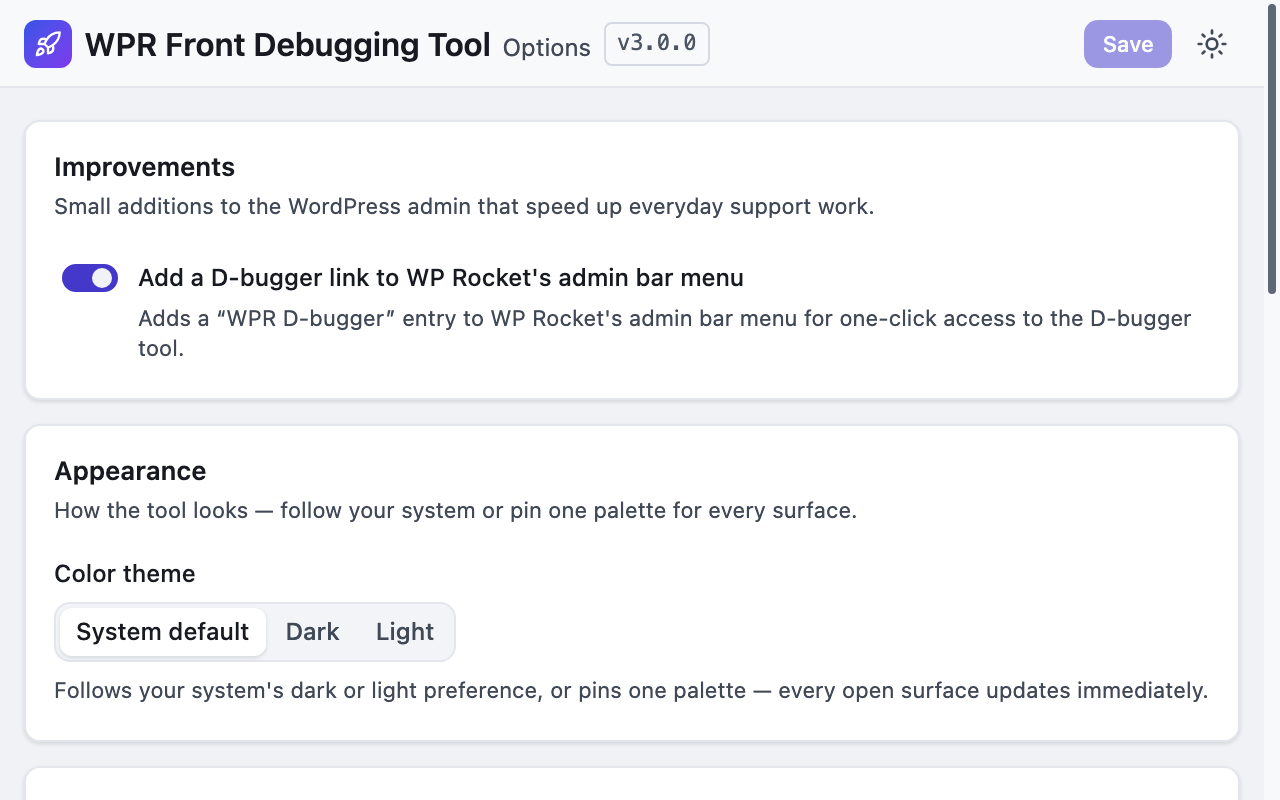 WPR Front Debugging Tool Options v3.0.0 Save
Improvements
Small additions to the WordPress admin that speed up everyday support work.
Add a D-bugger link to WP Rocket's admin bar menu
Adds a “WPR D-bugger” entry to WP Rocket's admin bar menu for one-click access to the D-bugger
tool.
Appearance
How the tool looks — follow your system or pin one palette for every surface.
Color theme
System default Dark Light
Follows your system's dark or light preference, or pins one palette — every open surface updates immediately.